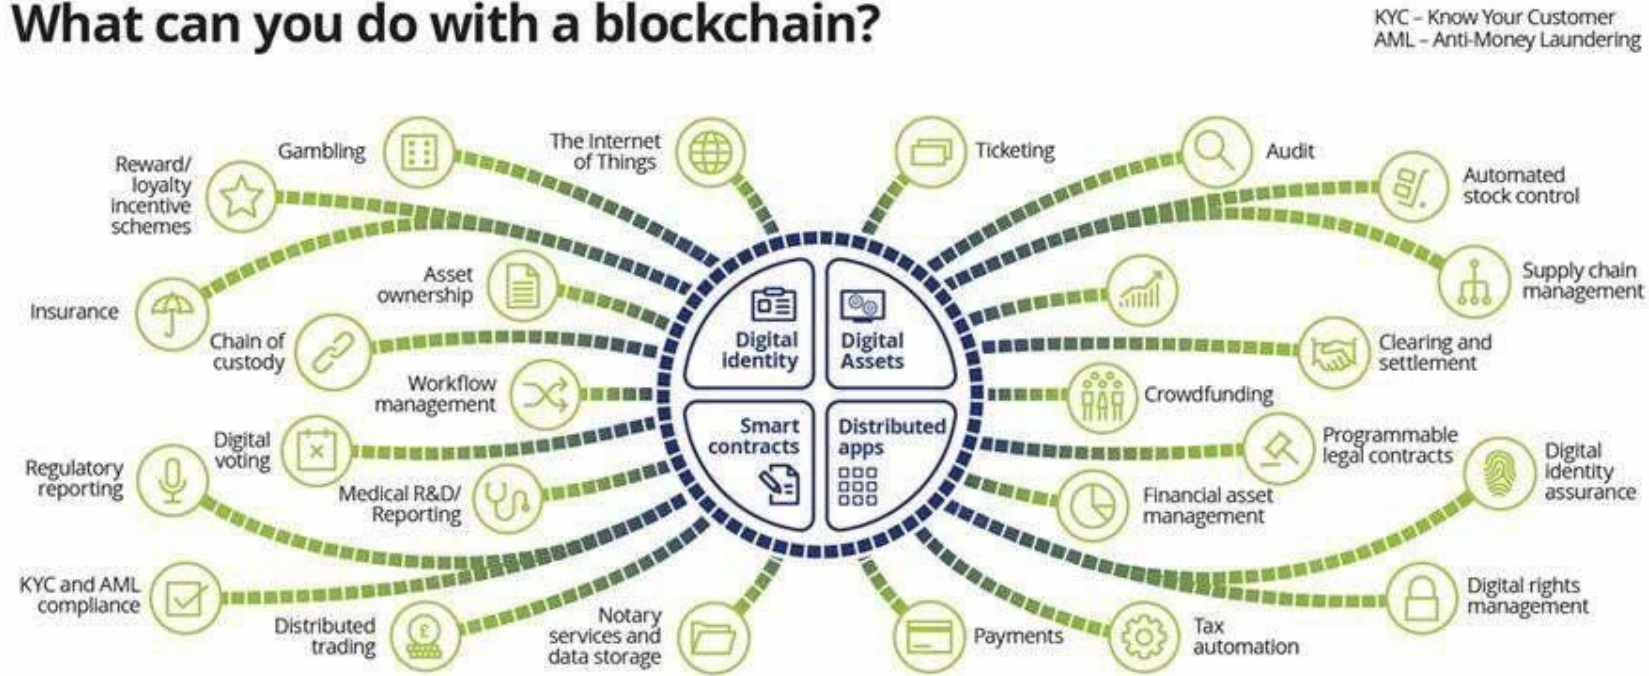 What can you do with a blockchain?
KYC – Know Your Customer
AML – Anti-Money Laundering
Reward/
loyalty
incentive
schemes
Gambling
The Internet
of Things
Ticketing
Audit
Automated
stock control
Insurance
Asset
ownership
Supply chain
management
Chain of
custody
Digital
identity
Digital
Assets
Clearing and
settlement
Workflow
management
Crowdfunding
Regulatory
reporting
Digital
voting
Medical R&D/
Reporting
Smart
contracts
Distributed
apps
Programmable
legal contracts
Financial asset
management
Digital
identity
assurance
KYC and AML
compliance
Distributed
trading
£
Notary
services and
data storage
Payments
Tax
automation
Digital rights
management